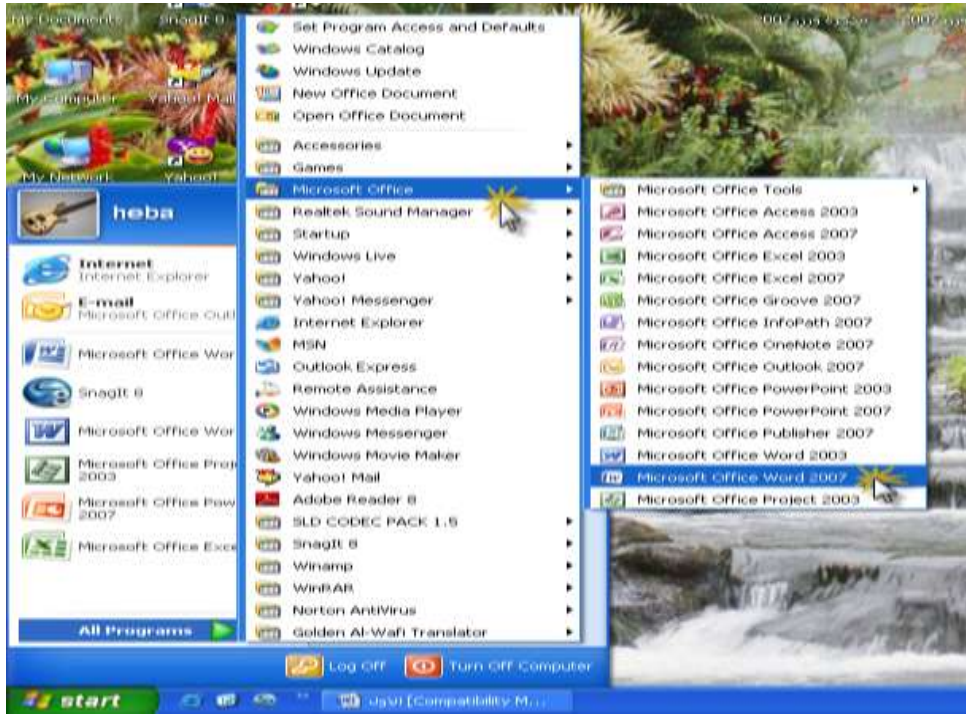 My Documents
SnagIt 8
My Computer
Yahoo! Mail
My Network
Yahoo!
2007
2007
heba
Internet
Internet Explorer
E-mail
Microsoft Office Outl
Microsoft Office Wor
SnagIt 8
Microsoft Office Wor
Microsoft Office Proj
2003
Microsoft Office Pow
2007
Microsoft Office Exce
All Programs
Set Program Access and Defaults
Windows Catalog
Windows Update
New Office Document
Open Office Document
Accessories
Games
Microsoft Office
Realtek Sound Manager
Startup
Windows Live
Yahoo!
Yahoo! Messenger
Internet Explorer
MSN
Outlook Express
Remote Assistance
Windows Media Player
Windows Messenger
Windows Movie Maker
Yahoo! Mail
Adobe Reader 8
SLD CODEC PACK 1.5
SnagIt 8
Winamp
WinRAR
Norton AntiVirus
Golden Al-Wafi Translator
Microsoft Office Tools
Microsoft Office Access 2003
Microsoft Office Access 2007
Microsoft Office Excel 2003
Microsoft Office Excel 2007
Microsoft Office Groove 2007
Microsoft Office InfoPath 2007
Microsoft Office OneNote 2007
Microsoft Office Outlook 2007
Microsoft Office PowerPoint 2003
Microsoft Office PowerPoint 2007
Microsoft Office Publisher 2007
Microsoft Office Word 2003
Microsoft Office Word 2007
Microsoft Office Project 2003
Log Off
Turn Off Computer
start
[Compatibility M...